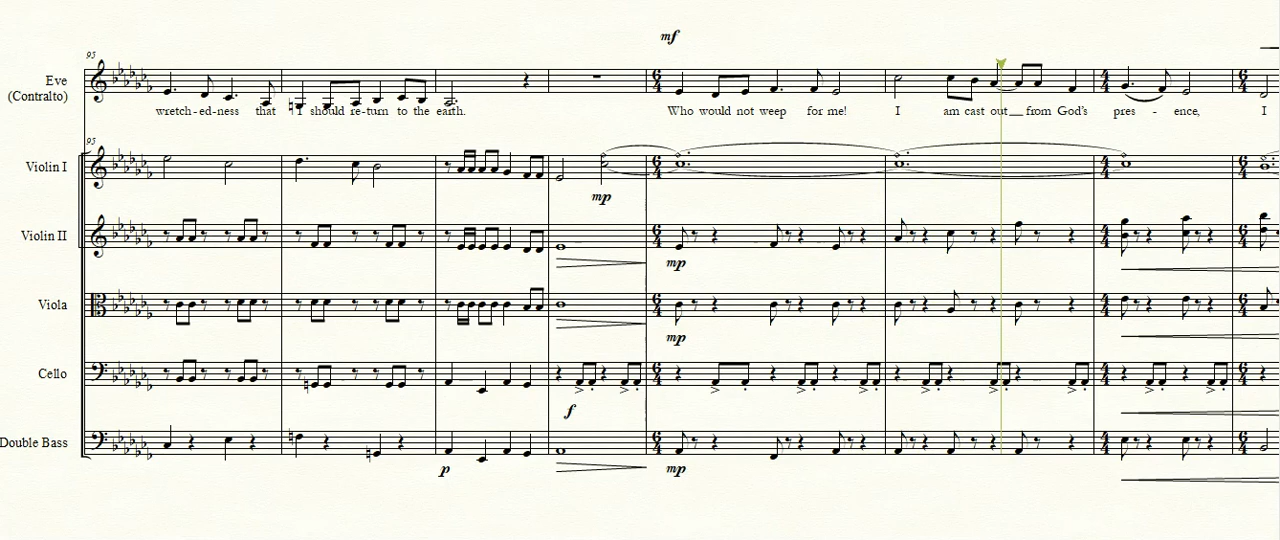 mf
95
Eve
(Contralto)
wretch-ed-ness that I should re-turn to the earth. Who would not weep for me! I am cast out from God's pres - ence, I
95
Violin I
mp
Violin II
mp
Viola
mp
Cello
f
Double Bass
p mp